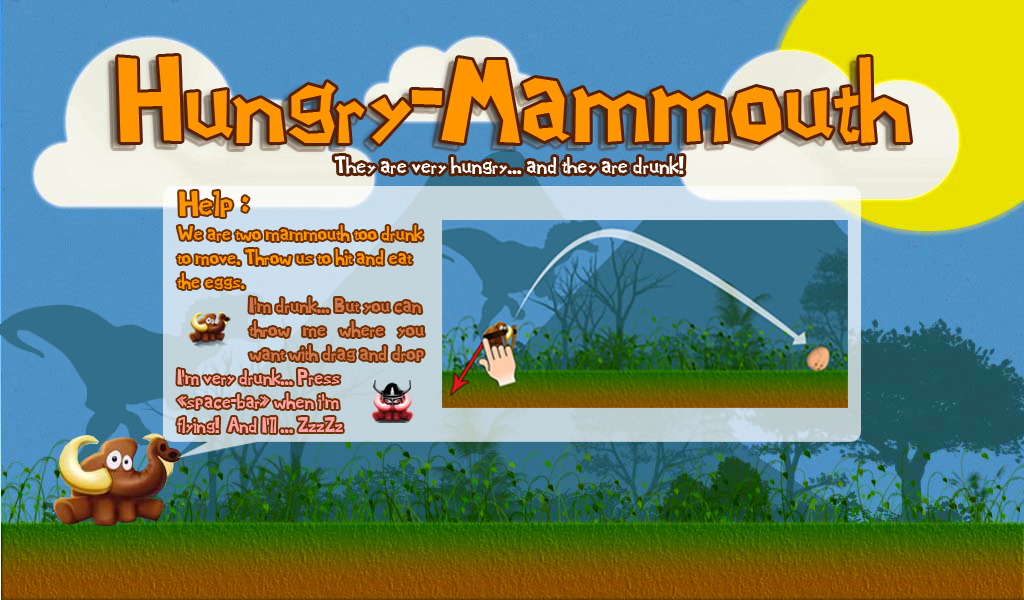 Hungry-Mammouth
They are very hungry... and they are drunk!
Help :
We are two mammouth too drunk
to move. Throw us to hit and eat
the eggs.
I'm drunk... But you can
throw me where you
want with drag and drop
I'm very drunk... Press
«space-bar» when i'm
flying! And I'll ... ZzzZz